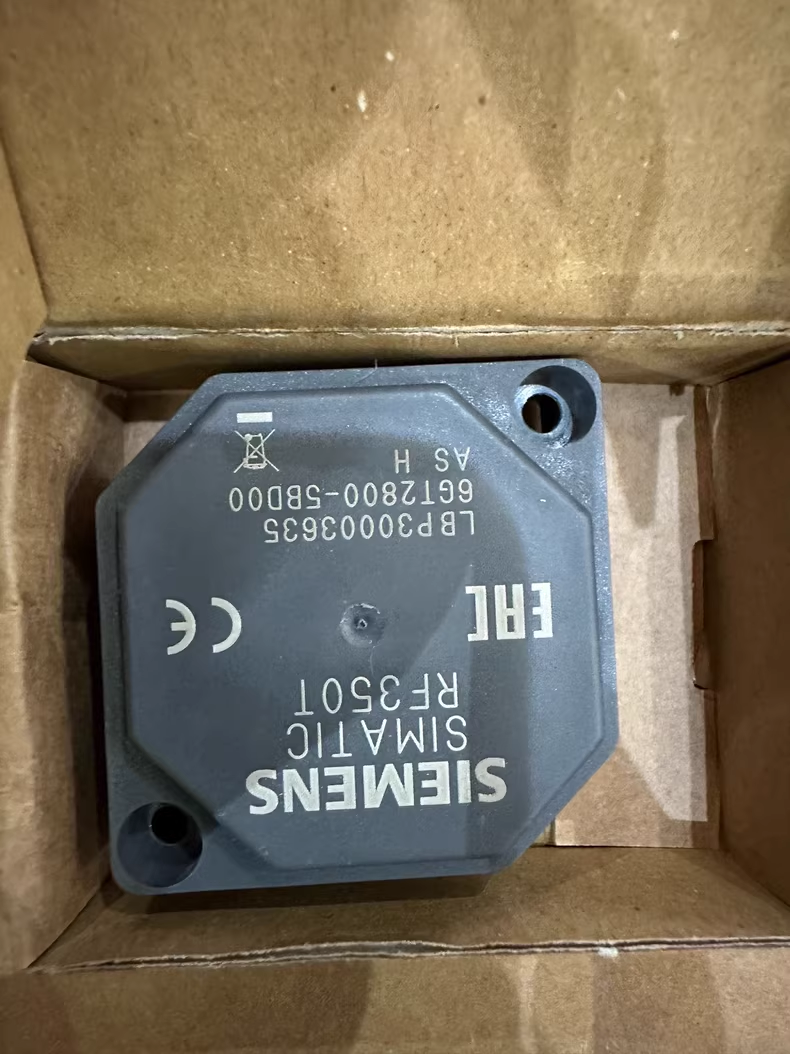 SIEMENS
SIMATIC
RF350T
EAC
CE
LBP30003635
6GT2800-5BD00
AS H